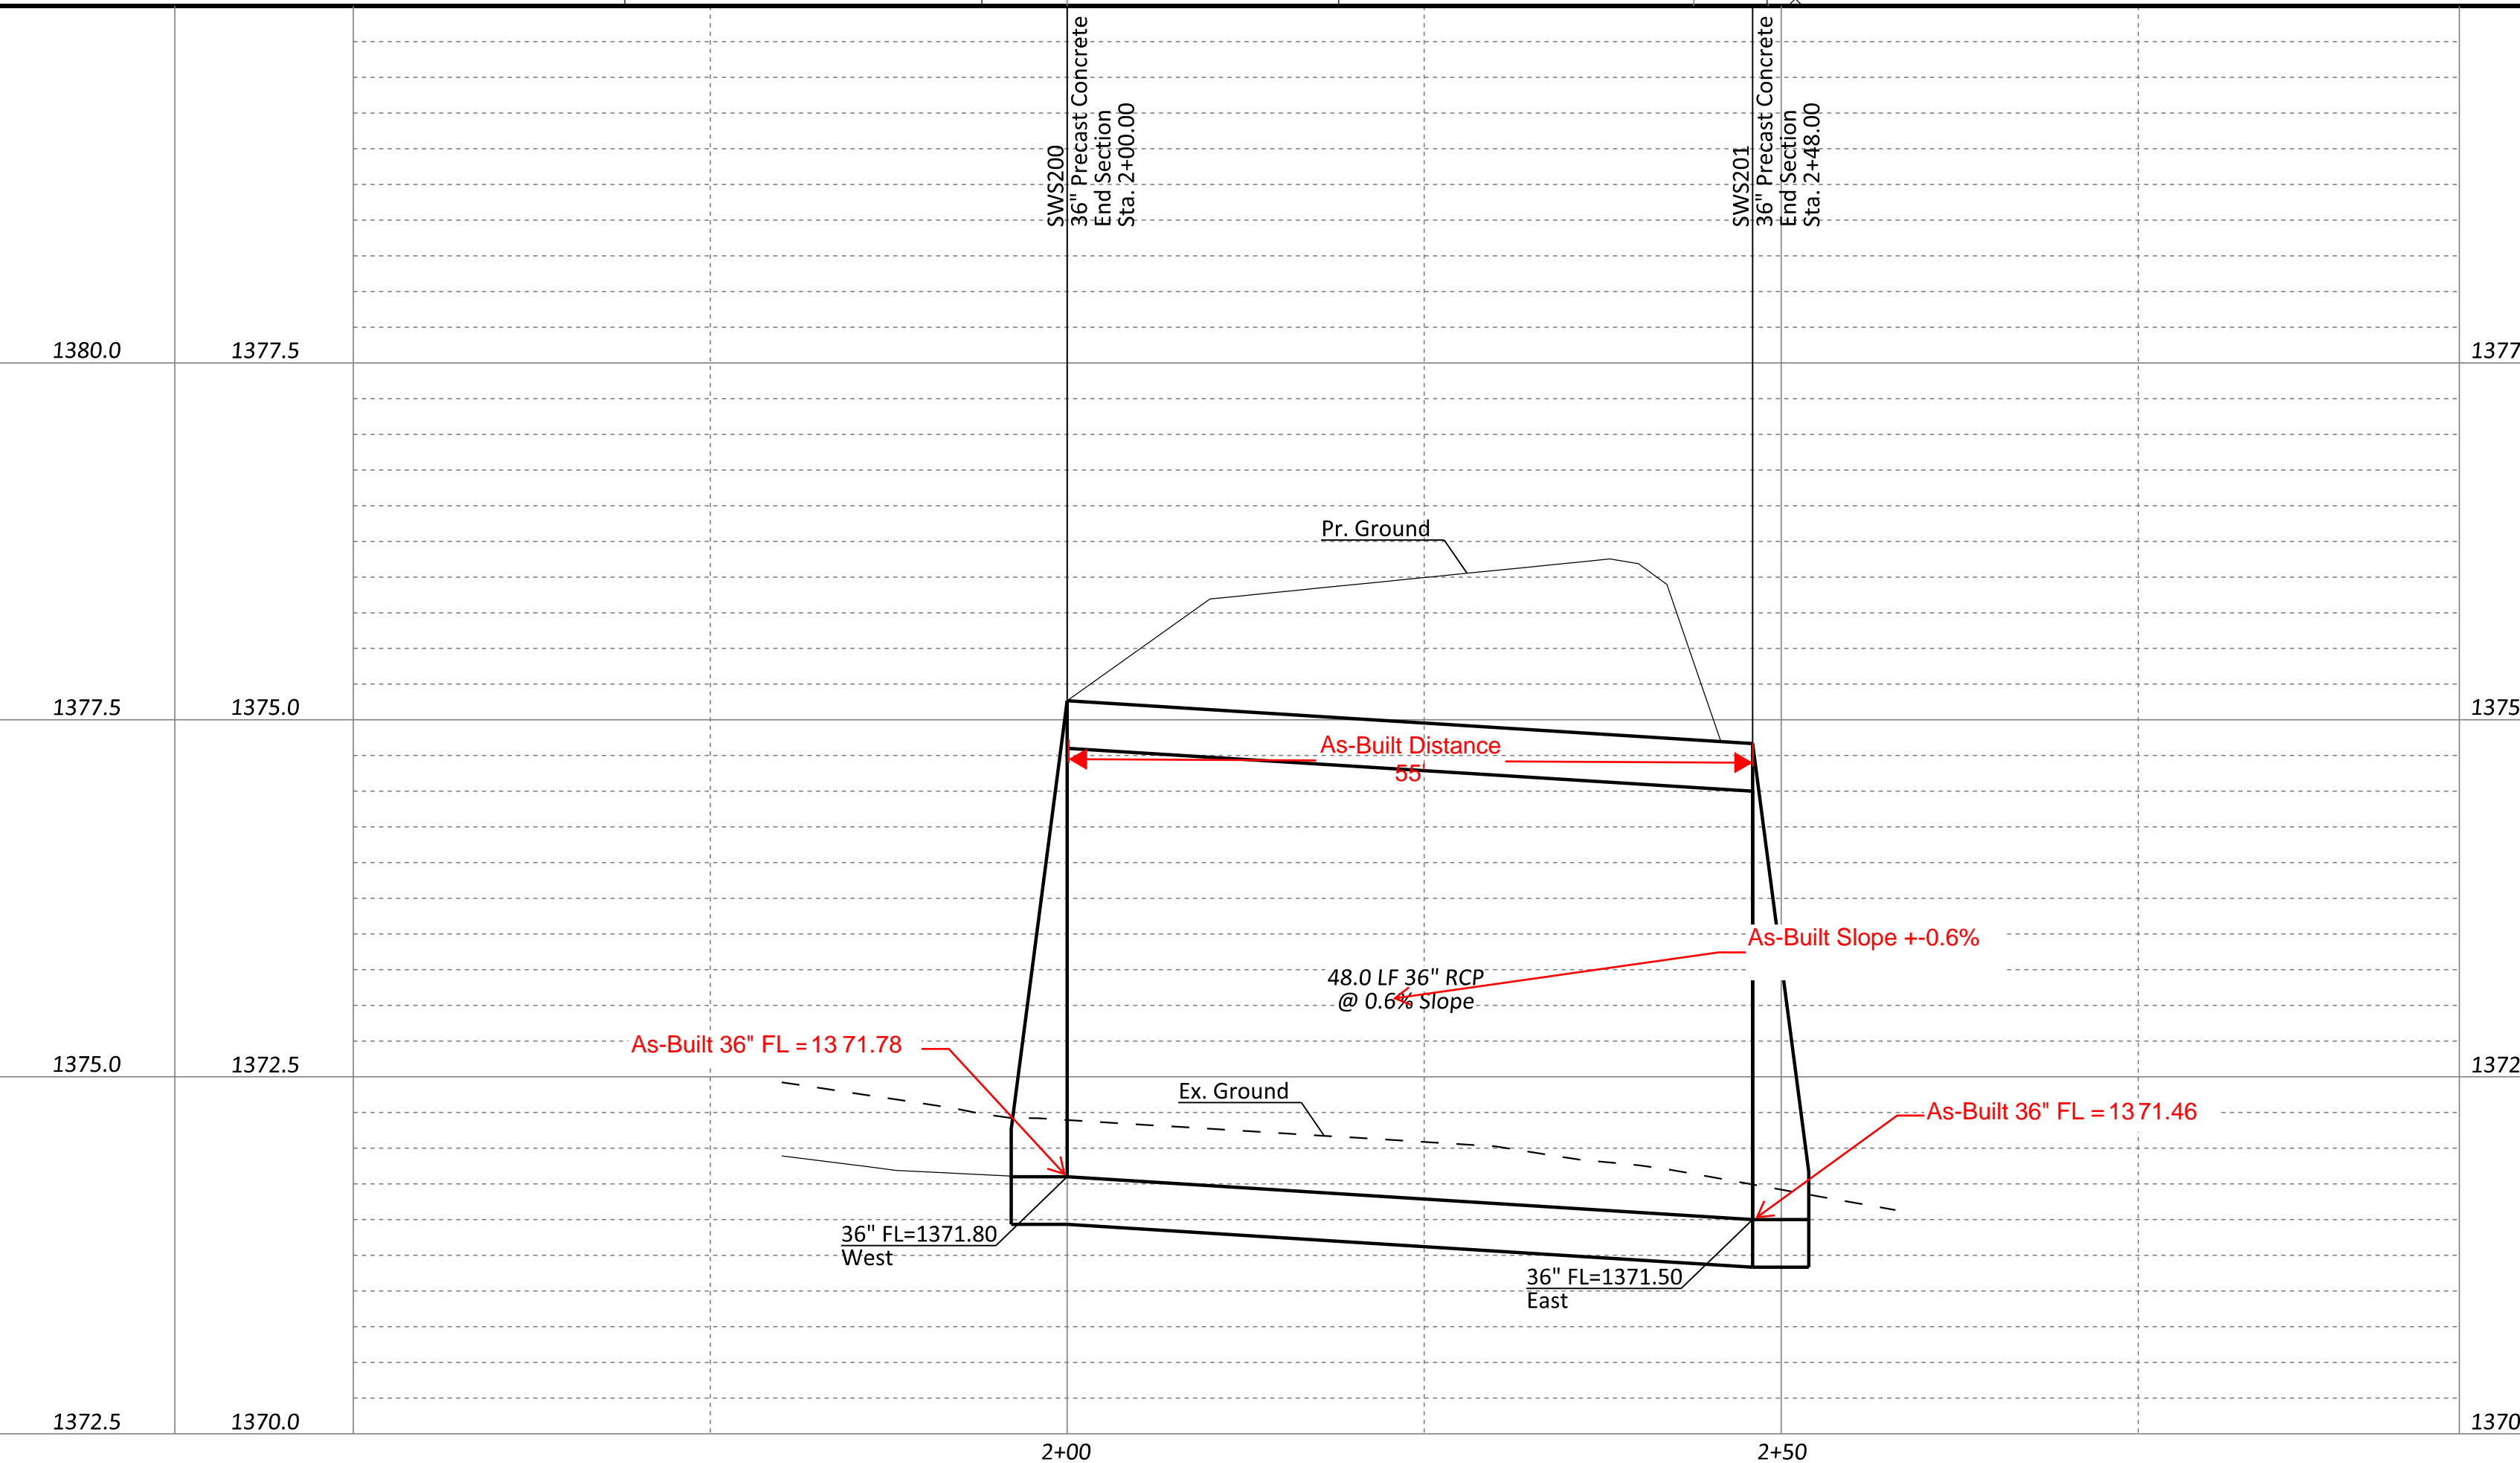 SWS200
36" Precast Concrete
End Section
Sta. 2+00.00
SWS201
36" Precast Concrete
End Section
Sta. 2+48.00
1380.0
1377.5
1377
Pr. Ground
1377.5
1375.0
1375
As-Built Distance
55'
As-Built Slope +-0.6%
48.0 LF 36" RCP
@ 0.6% Slope
As-Built 36" FL =1371.78
1375.0
1372.5
1372
Ex. Ground
As-Built 36" FL =1371.46
36" FL=1371.80
West
36" FL=1371.50
East
1372.5
1370.0
1370
2+00
2+50